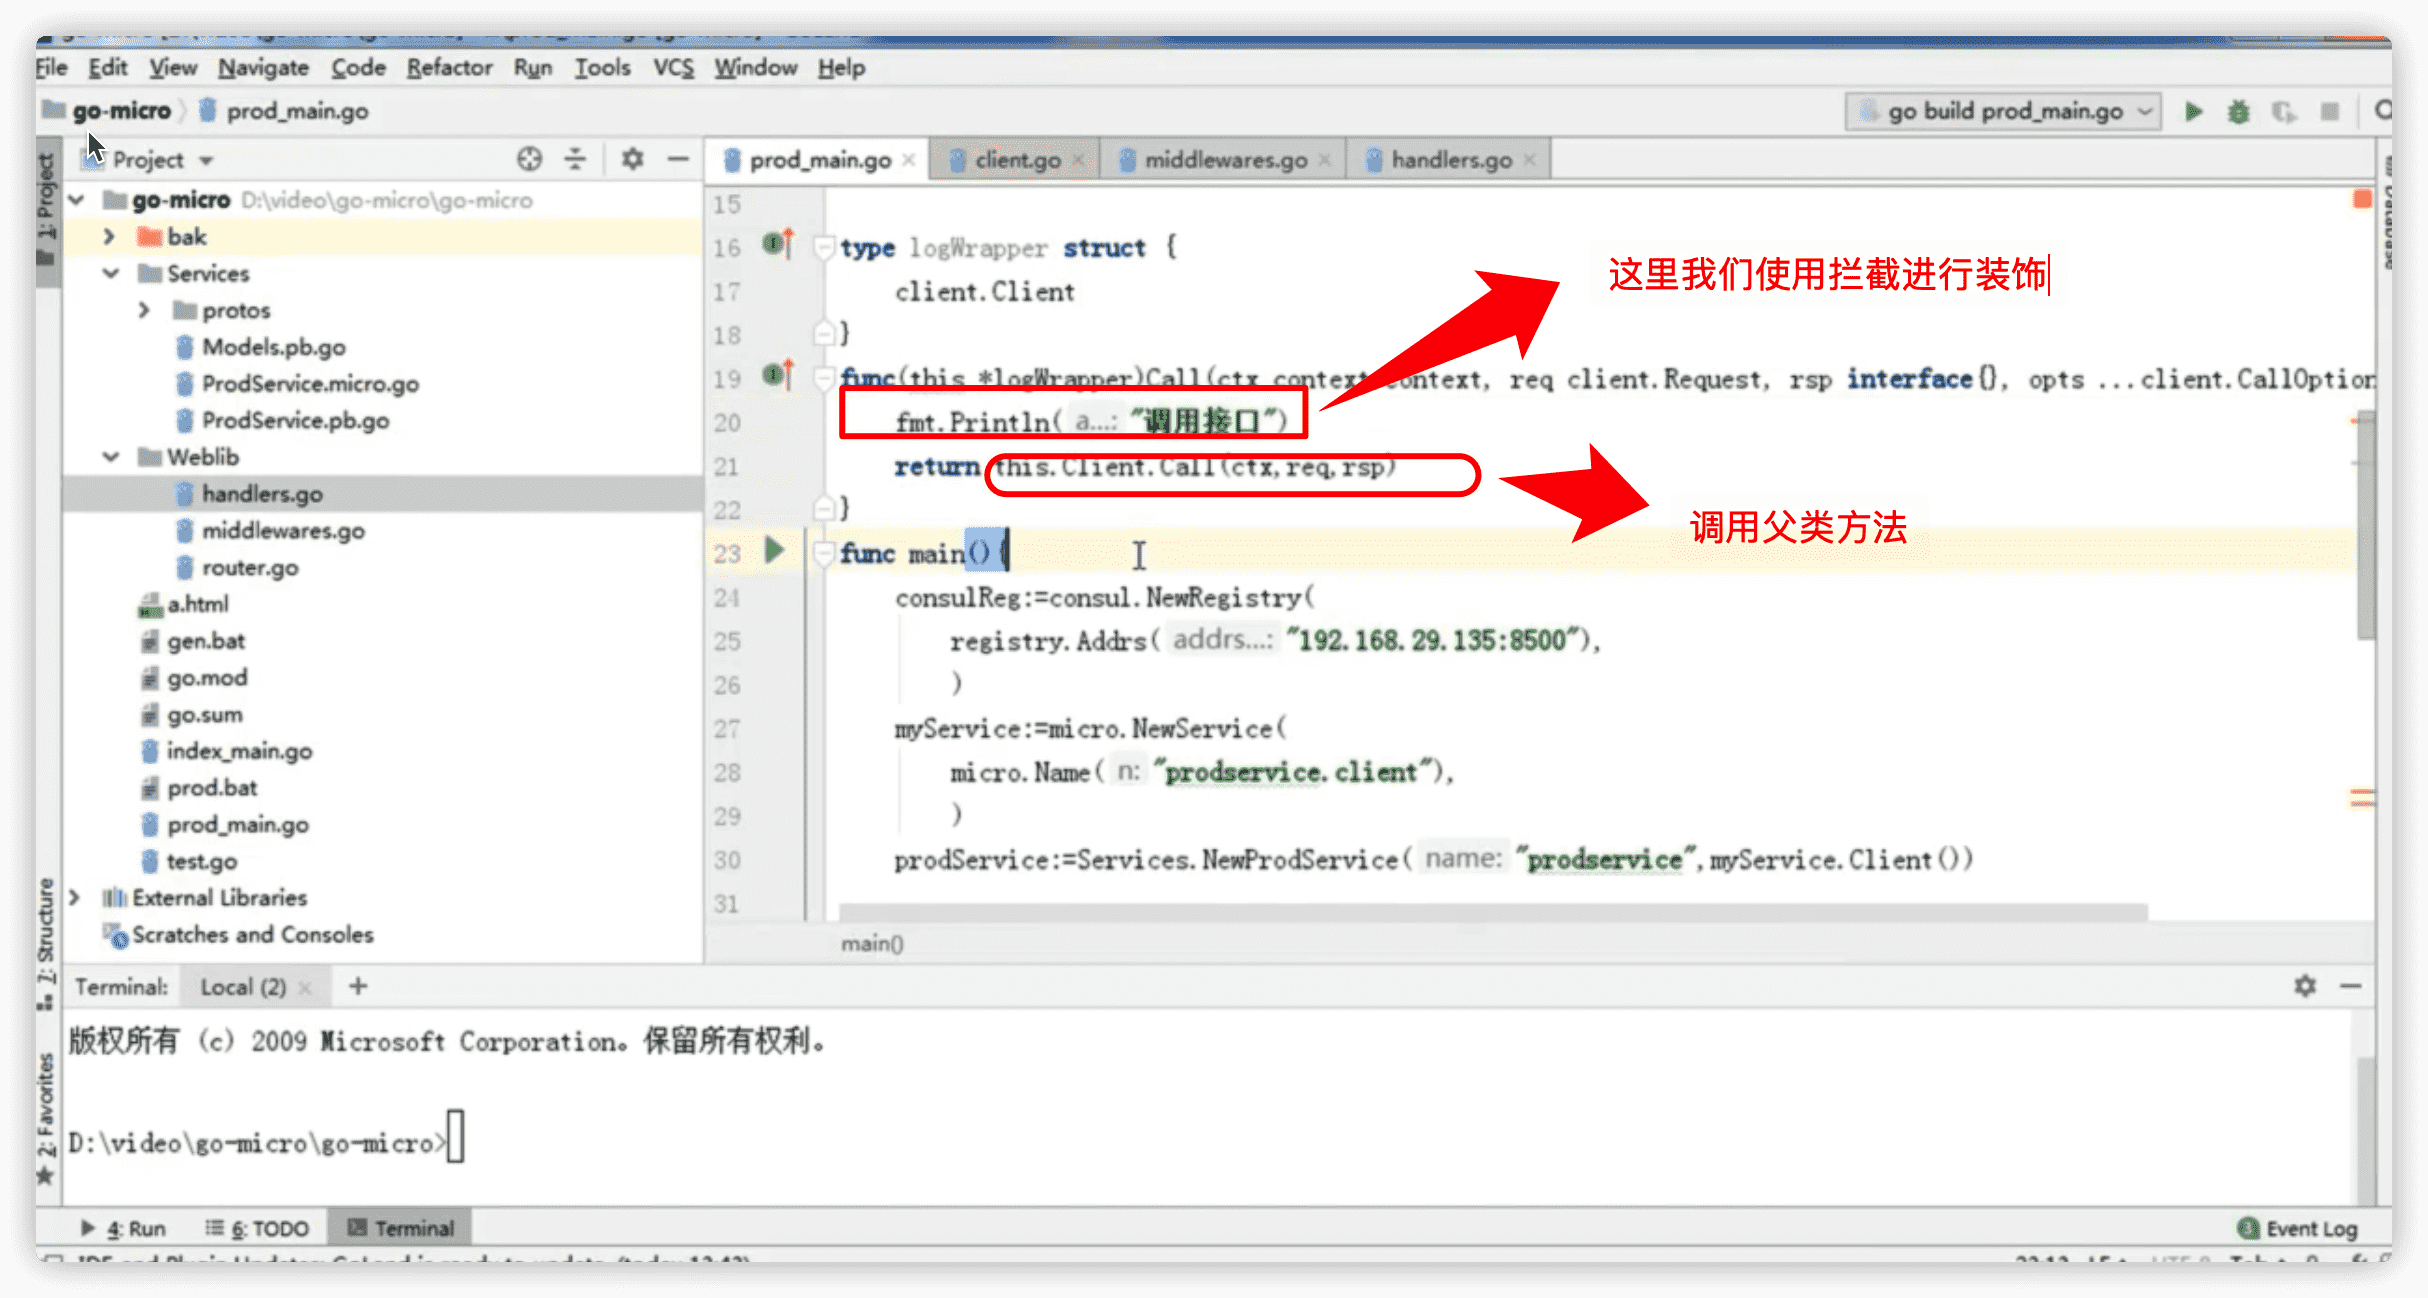 File Edit View Navigate Code Refactor Run Tools VCS Window Help
go-micro prod_main.go
go build prod_main.go
1: Project
Project
prod_main.go
client.go
middlewares.go
handlers.go
go-micro D:\video\go-micro\go-micro
bak
Services
protos
Models.pb.go
ProdService.micro.go
ProdService.pb.go
Weblib
handlers.go
middlewares.go
router.go
a.html
gen.bat
go.mod
go.sum
index_main.go
prod.bat
prod_main.go
test.go
External Libraries
Scratches and Consoles
Database
15
16 type logWrapper struct {
17 client.Client
18 }
19 func(this *logWrapper)Call(ctx context.Context, req client.Request, rsp interface{}, opts ...client.CallOption
20 fmt.Println( a...: "调用接口")
21 return this.Client.Call(ctx,req,rsp)
22 }
23 func main(){
24 consulReg:=consul.NewRegistry(
25 registry.Addrs( addrs...: "192.168.29.135:8500"),
26 )
27 myService:=micro.NewService(
28 micro.Name( n: "prodservice.client"),
29 )
30 prodService:=Services.NewProdService( name: "prodservice",myService.Client())
31
这里我们使用拦截进行装饰
调用父类方法
main()
7: Structure
2: Favorites
Terminal: Local (2) +
版权所有 (c) 2009 Microsoft Corporation。保留所有权利。
D:\video\go-micro\go-micro>
4: Run 6: TODO Terminal
Event Log